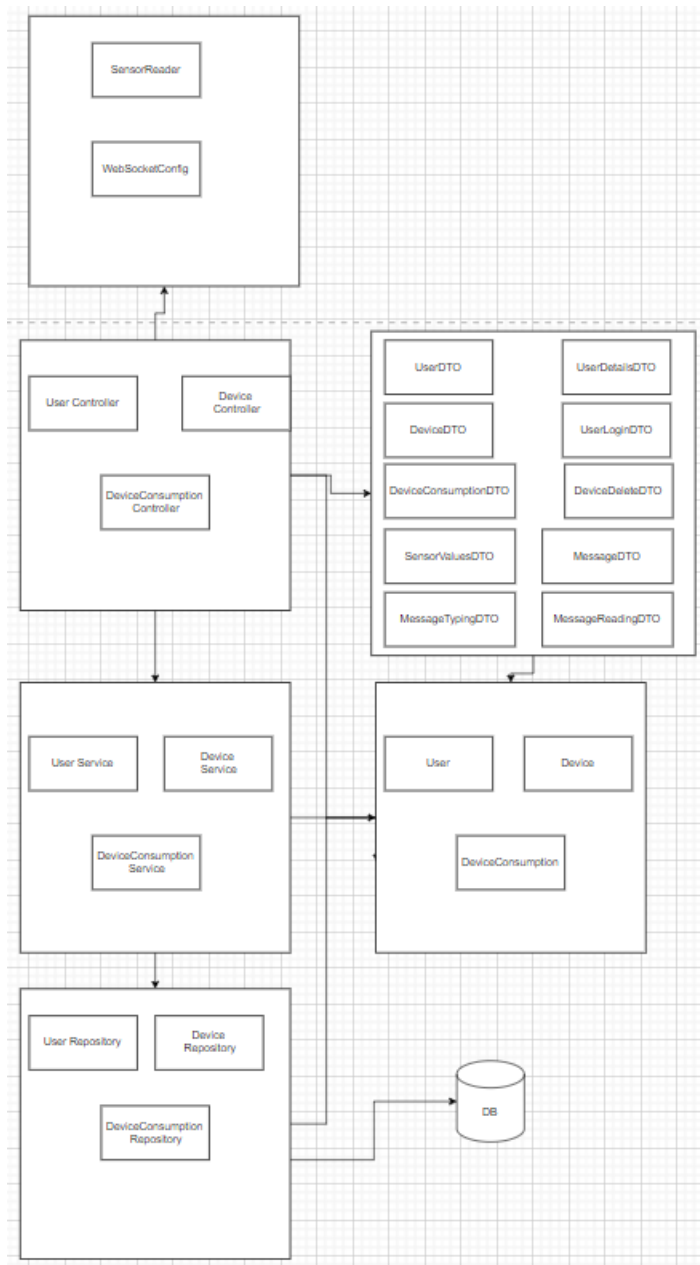 SensorReader
WebSocketConfig
User Controller
Device
Controller
DeviceConsumption
Controller
UserDTO
UserDetailsDTO
DeviceDTO
UserLoginDTO
DeviceConsumptionDTO
DeviceDeleteDTO
SensorValuesDTO
MessageDTO
MessageTypingDTO
MessageReadingDTO
User Service
Device
Service
DeviceConsumption
Service
User
Device
DeviceConsumption
User Repository
Device
Repository
DeviceConsumption
Repository
DB